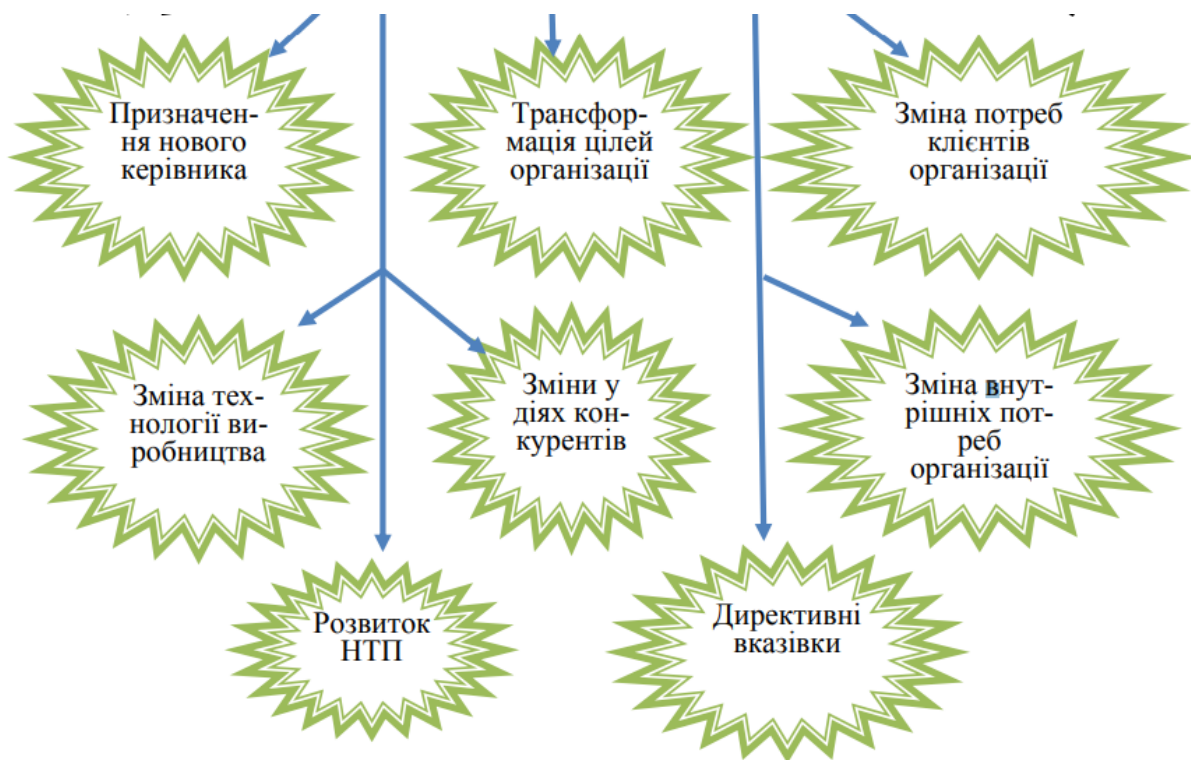 Призначен-
ня нового
керівника
Трансфор-
мація цілей
організації
Зміна потреб
клієнтів
організації
Зміна тех-
нології ви-
робництва
Зміни у
діях кон-
курентів
Зміна внут-
рішніх пот-
реб
організації
Розвиток
НТП
Директивні
вказівки